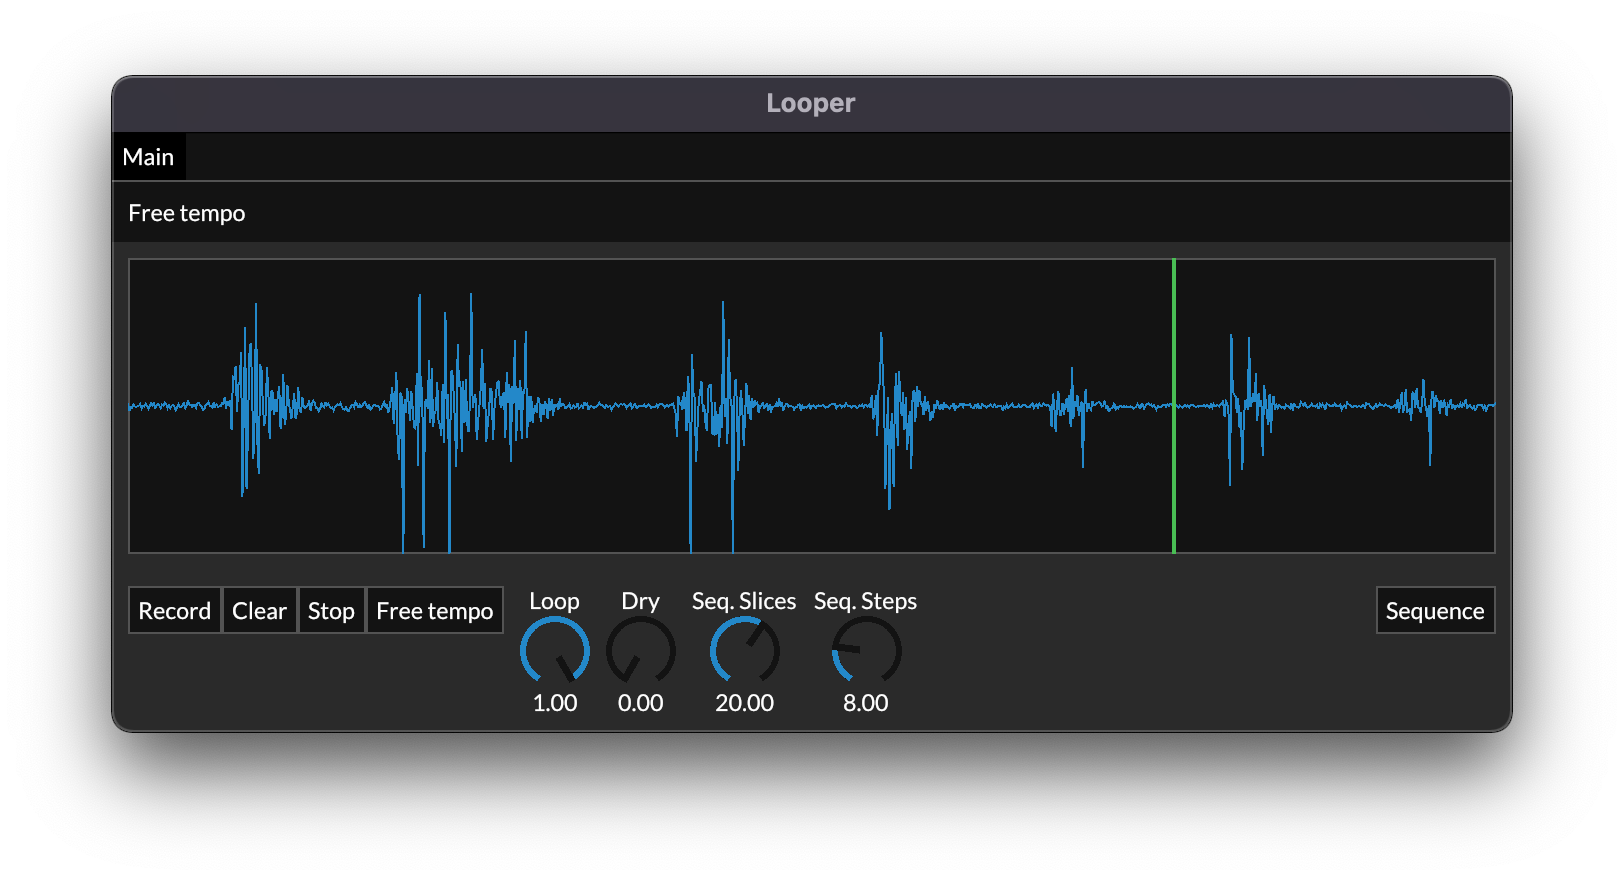 Looper
Main
Free tempo
Record Clear Stop Free tempo
Loop Dry Seq. Slices Seq. Steps
1.00 0.00 20.00 8.00
Sequence